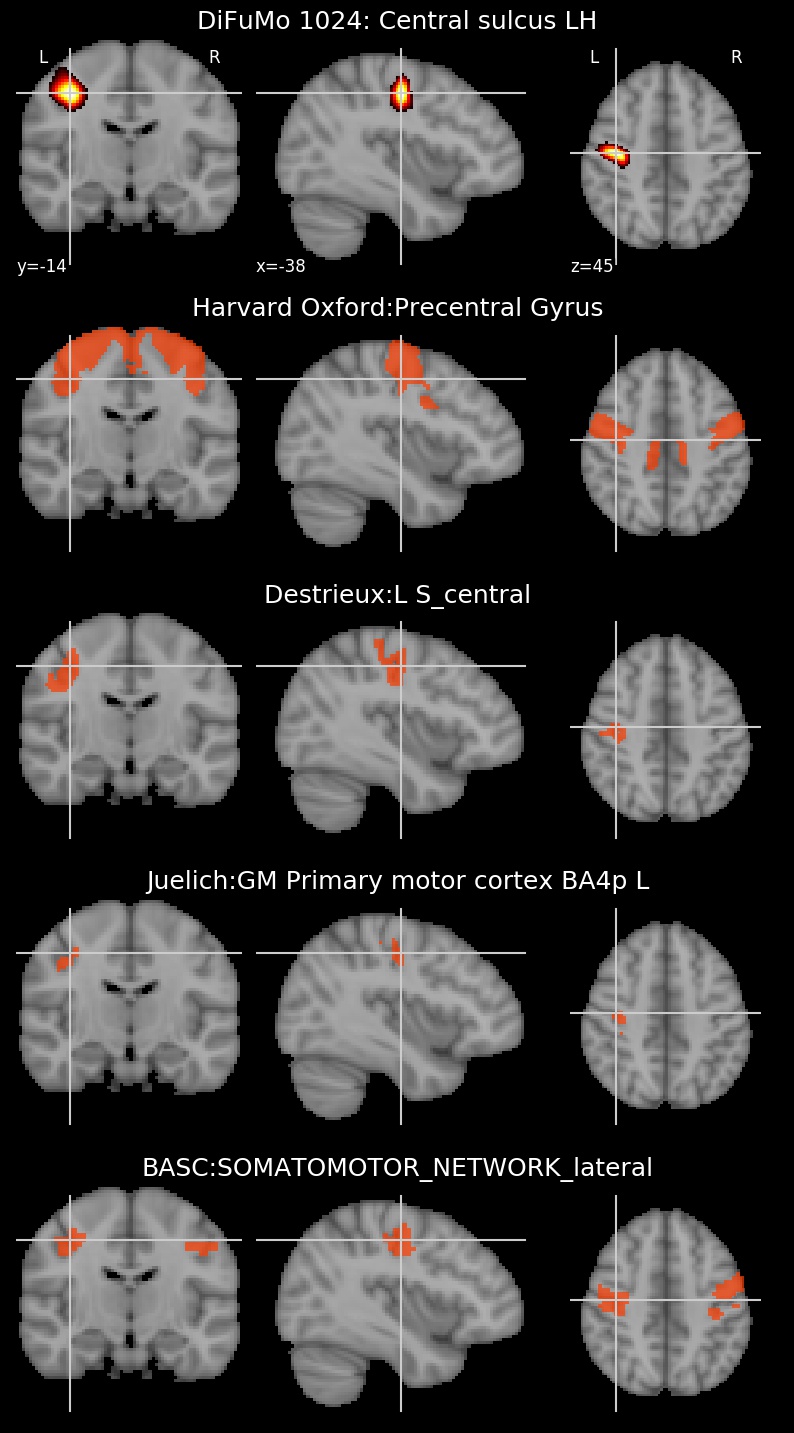 DiFuMo 1024: Central sulcus LH
L R L R
y=-14 x=-38 z=45
Harvard Oxford:Precentral Gyrus
Destrieux:L S_central
Juelich:GM Primary motor cortex BA4p L
BASC:SOMATOMOTOR_NETWORK_lateral